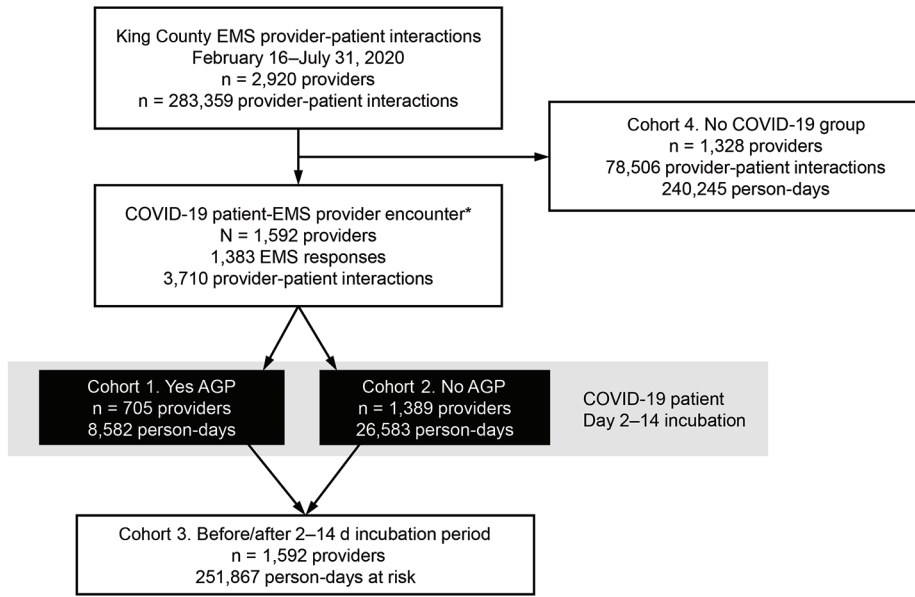 King County EMS provider-patient interactions
February 16–July 31, 2020
n = 2,920 providers
n = 283,359 provider-patient interactions
Cohort 4. No COVID-19 group
n = 1,328 providers
78,506 provider-patient interactions
240,245 person-days
COVID-19 patient-EMS provider encounter*
N = 1,592 providers
1,383 EMS responses
3,710 provider-patient interactions
Cohort 1. Yes AGP
n = 705 providers
8,582 person-days
Cohort 2. No AGP
n = 1,389 providers
26,583 person-days
COVID-19 patient
Day 2–14 incubation
Cohort 3. Before/after 2–14 d incubation period
n = 1,592 providers
251,867 person-days at risk